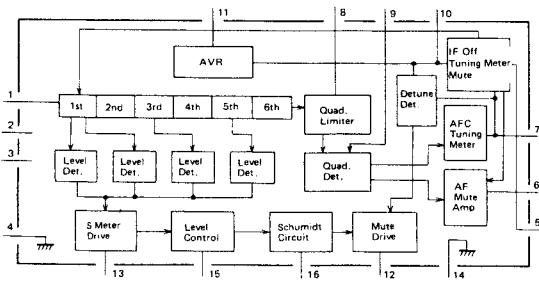 11
8
9
10
AVR
IF Off
Tuning Meter
Mute
Detune
Det.
1
1st 2nd 3rd 4th 5th 6th
Quad.
Limiter
AFC
Tuning
Meter
7
2
3
Level
Det.
Level
Det.
Level
Det.
Level
Det.
Quad.
Det.
AF
Mute
Amp
6
5
4
S Meter
Drive
Level
Control
Schumidt
Circuit
Mute
Drive
13
15
16
12
14